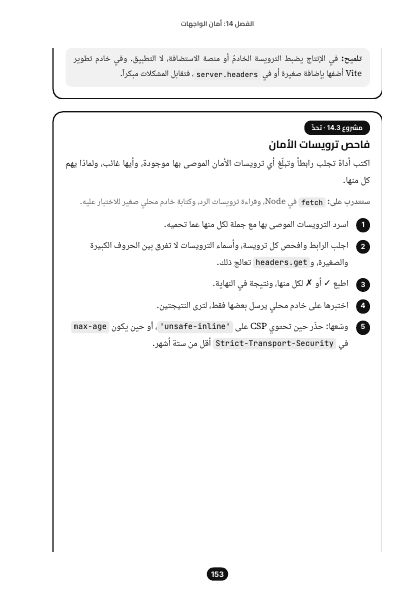 الفصل 14: أمان الواجهات
تلميح: في الإنتاج يضبط الترويسة الخادمُ أو منصة الاستضافة، لا التطبيق. وفي خادم تطوير
Vite أضفها بإضافة صغيرة أو في server.headers، فتقابل المشكلات مبكراً.
مشروع 14.3 · تحدٍّ
فاحص ترويسات الأمان
اكتب أداةً تجلب رابطاً وتبلّغ أي ترويسات الأمان الموصى بها موجودة، وأيها غائب، ولماذا يهم
كل منها.
ستتدرب على: fetch في Node، وقراءة ترويسات الرد، وكتابة خادم محلي صغير للاختبار عليه.
1 اسرد الترويسات الموصى بها مع جملة لكل منها عما تحميه.
2 اجلب الرابط وافحص كل ترويسة، وأسماء الترويسات لا تفرق بين الحروف الكبيرة
والصغيرة، و headers.get تعالج ذلك.
3 اطبع ✓ أو ✗ لكل منها، ونتيجة في النهاية.
4 اختبرها على خادم محلي يرسل بعضها فقط، لترى النتيجتين.
5 وسّعها: حذّر حين تحتوي CSP على 'unsafe-inline'، أو حين يكون max-age
في Strict-Transport-Security أقل من ستة أشهر.
153